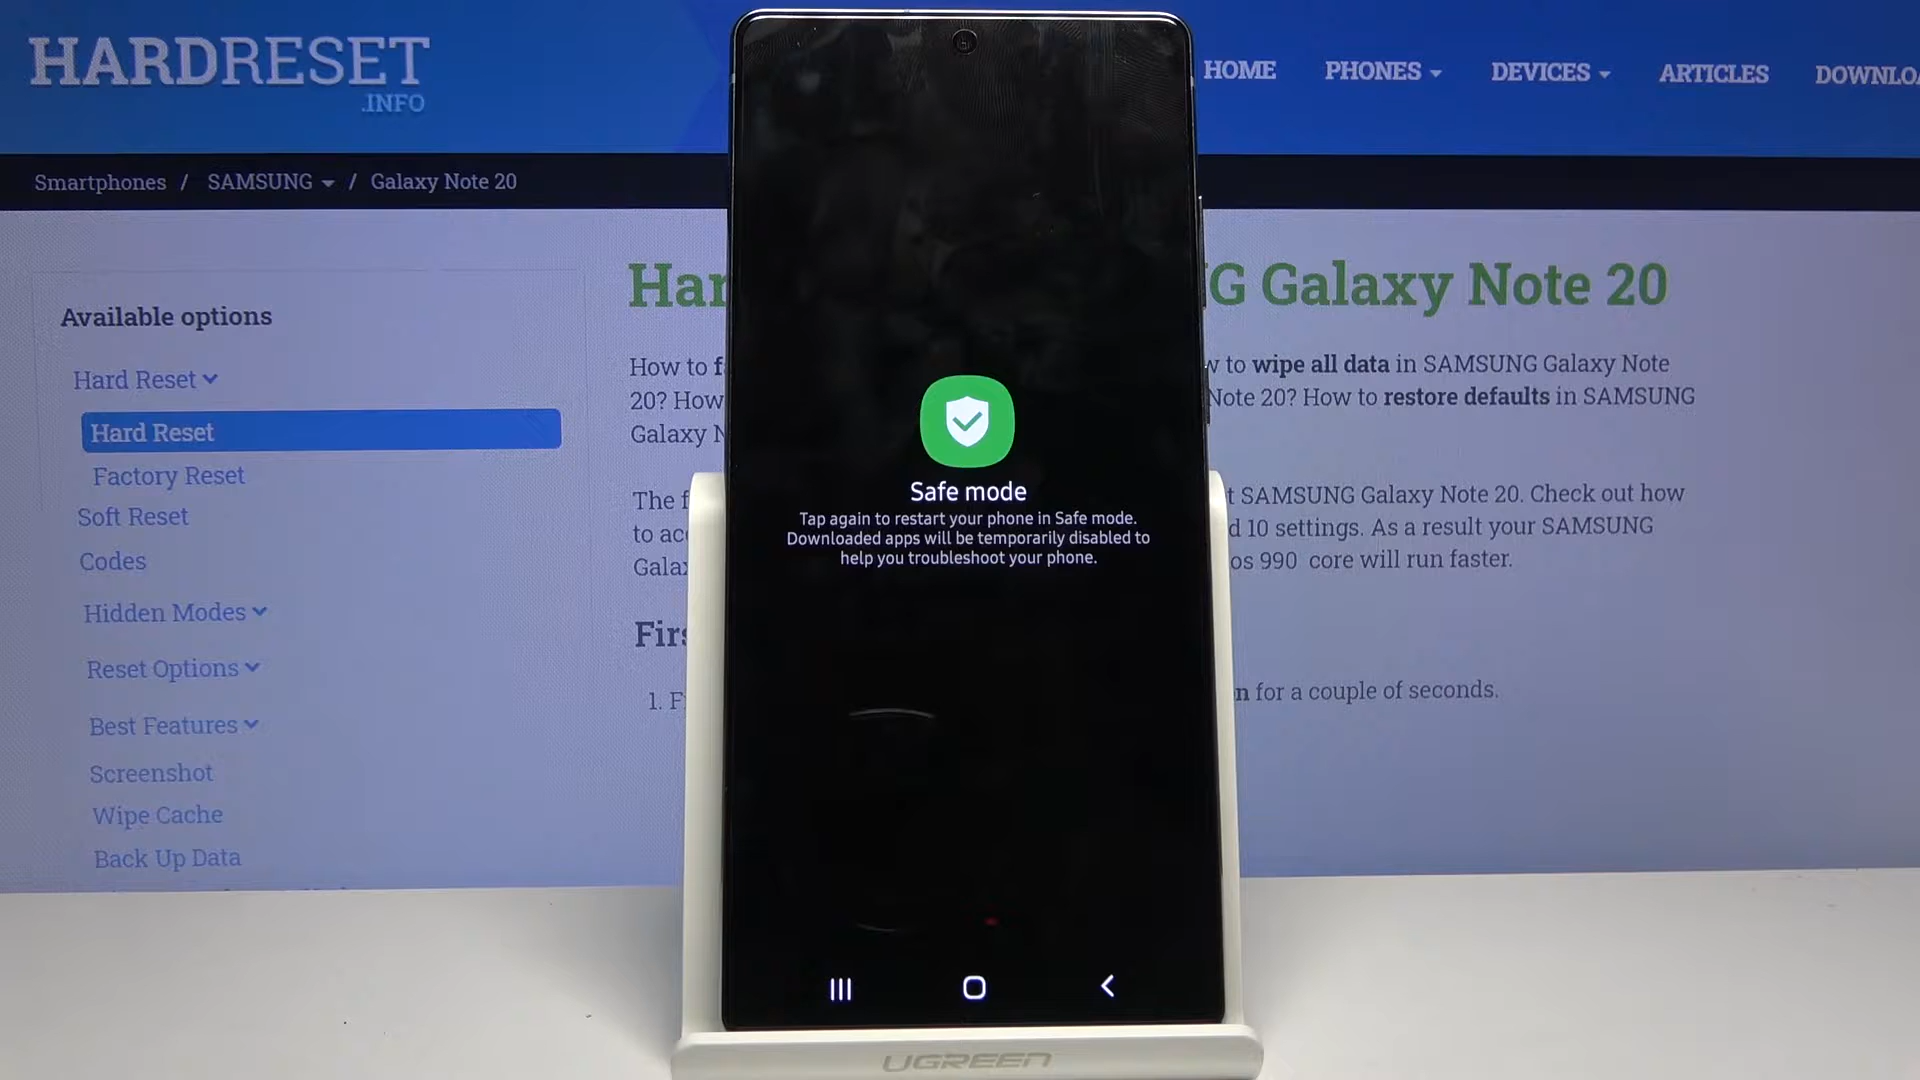 HARDRESET
.INFO
HOME PHONES DEVICES ARTICLES
Smartphones / SAMSUNG / Galaxy Note 20
Available options
Hard Reset
Hard Reset
Factory Reset
Soft Reset
Codes
Hidden Modes
Reset Options
Best Features
Screenshot
Wipe Cache
Back Up Data
G Galaxy Note 20
How to
to wipe all data in SAMSUNG Galaxy Note
20? How
Note 20? How to restore defaults in SAMSUNG
Galaxy
The
SAMSUNG Galaxy Note 20. Check out how
to
10 settings. As a result your SAMSUNG
990 core will run faster.
1.
for a couple of seconds.
Safe mode
Tap again to restart your phone in Safe mode.
Downloaded apps will be temporarily disabled to
help you troubleshoot your phone.
UGREEN